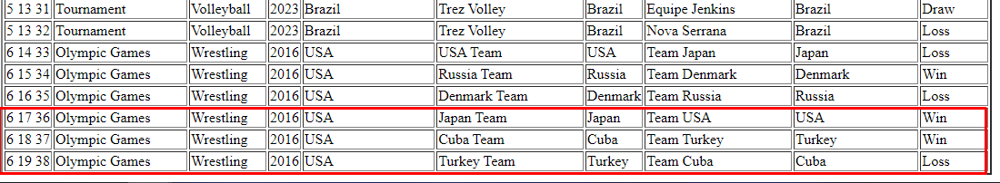 5 13 31 Tournament Volleyball 2023 Brazil Trez Volley Brazil Equipe Jenkins Brazil Draw
5 13 32 Tournament Volleyball 2023 Brazil Trez Volley Brazil Nova Serrana Brazil Loss
6 14 33 Olympic Games Wrestling 2016 USA USA Team USA Team Japan Japan Loss
6 15 34 Olympic Games Wrestling 2016 USA Russia Team Russia Team Denmark Denmark Win
6 16 35 Olympic Games Wrestling 2016 USA Denmark Team Denmark Team Russia Russia Loss
6 17 36 Olympic Games Wrestling 2016 USA Japan Team Japan Team USA USA Win
6 18 37 Olympic Games Wrestling 2016 USA Cuba Team Cuba Team Turkey Turkey Win
6 19 38 Olympic Games Wrestling 2016 USA Turkey Team Turkey Team Cuba Cuba Loss